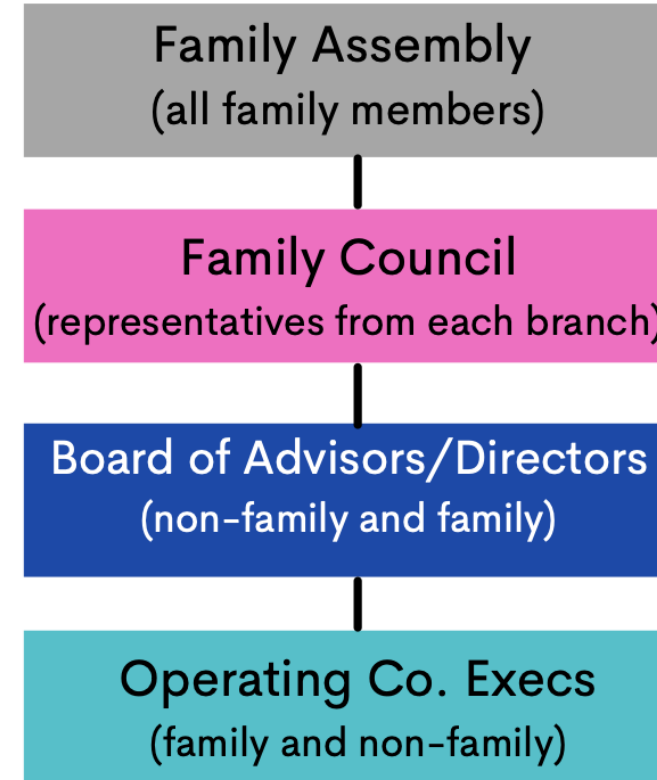 Family Assembly
(all family members)
Family Council
(representatives from each branch)
Board of Advisors/Directors
(non-family and family)
Operating Co. Execs
(family and non-family)